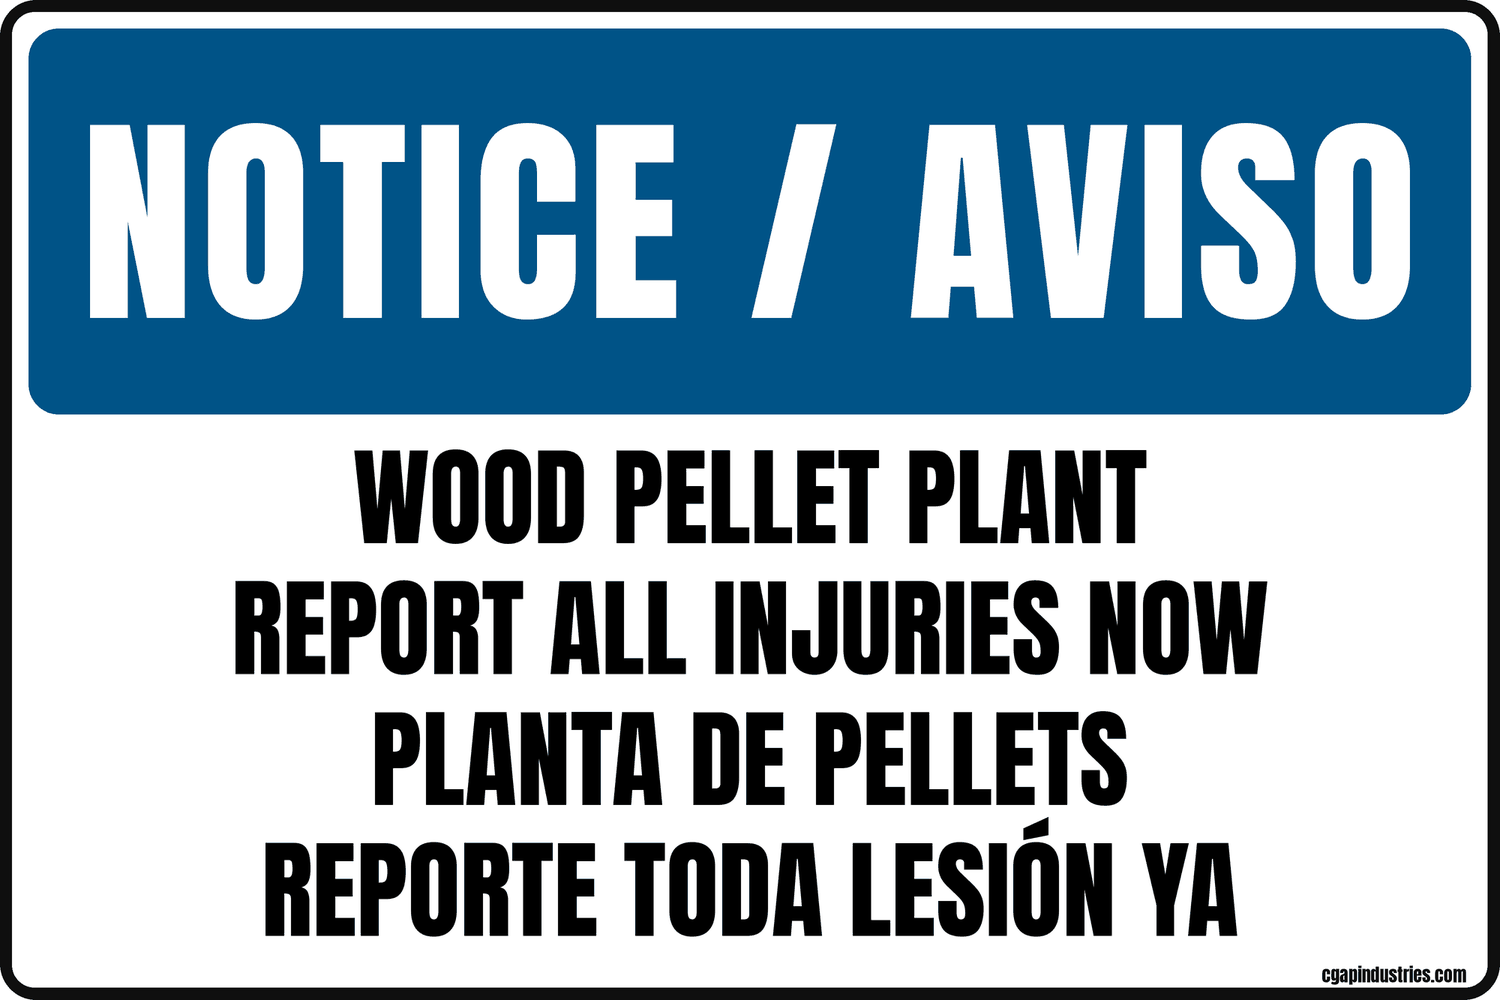 NOTICE / AVISO
WOOD PELLET PLANT
REPORT ALL INJURIES NOW
PLANTA DE PELLETS
REPORTE TODA LESIÓN YA
cgapindustries.com